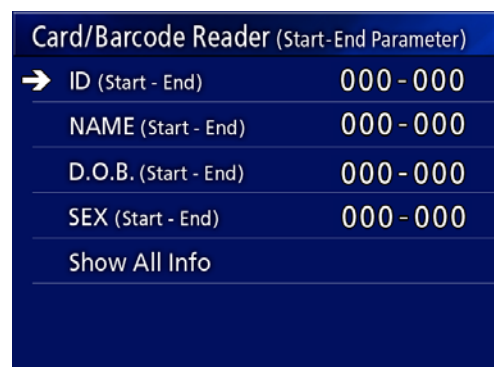 Card/Barcode Reader (Start-End Parameter)
ID (Start - End) 000-000
NAME (Start - End) 000-000
D.O.B. (Start - End) 000-000
SEX (Start - End) 000-000
Show All Info